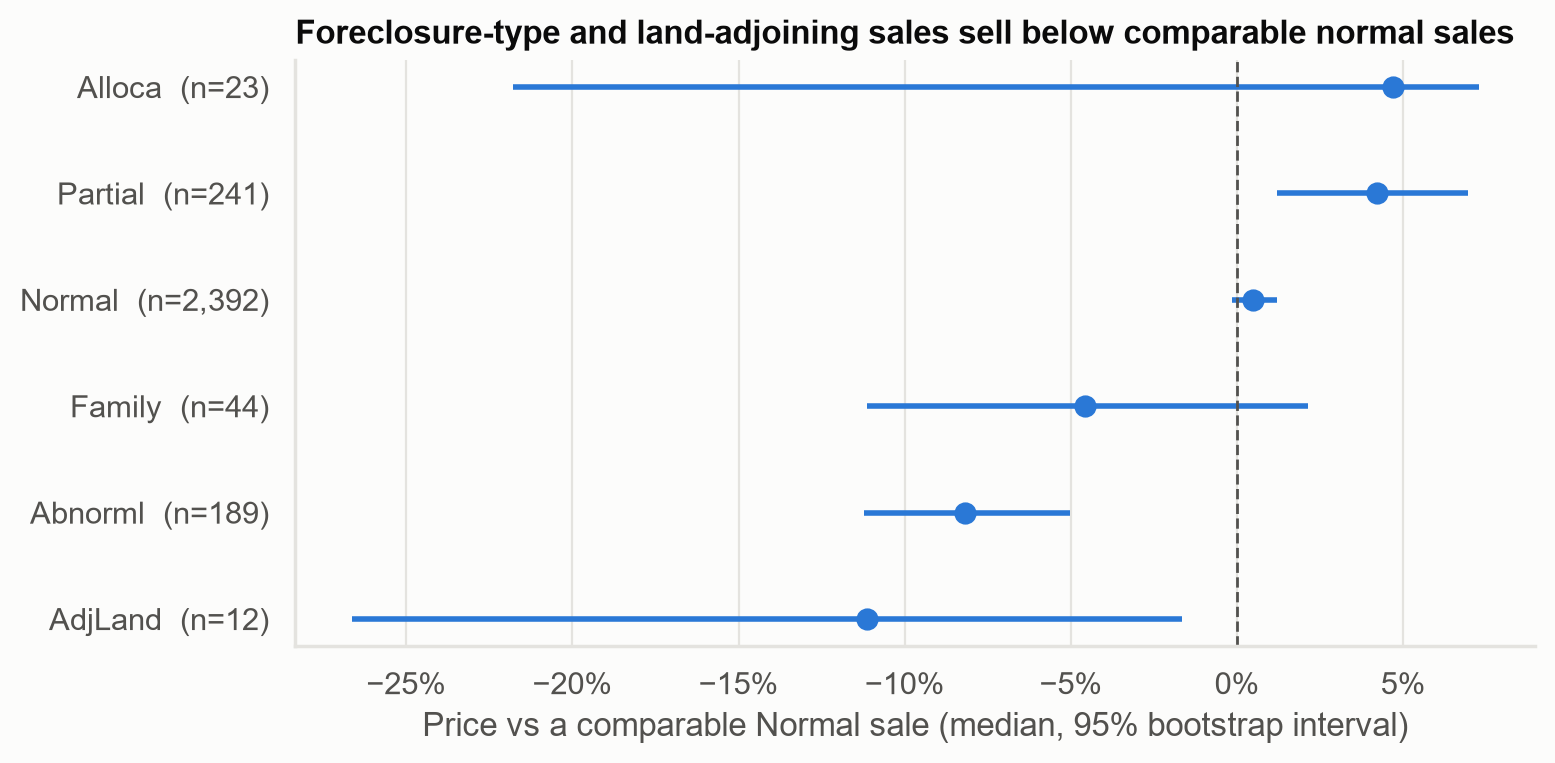 Foreclosure-type and land-adjoining sales sell below comparable normal sales
Alloca (n=23)
Partial (n=241)
Normal (n=2,392)
Family (n=44)
Abnorml (n=189)
AdjLand (n=12)
−25% −20% −15% −10% −5% 0% 5%
Price vs a comparable Normal sale (median, 95% bootstrap interval)